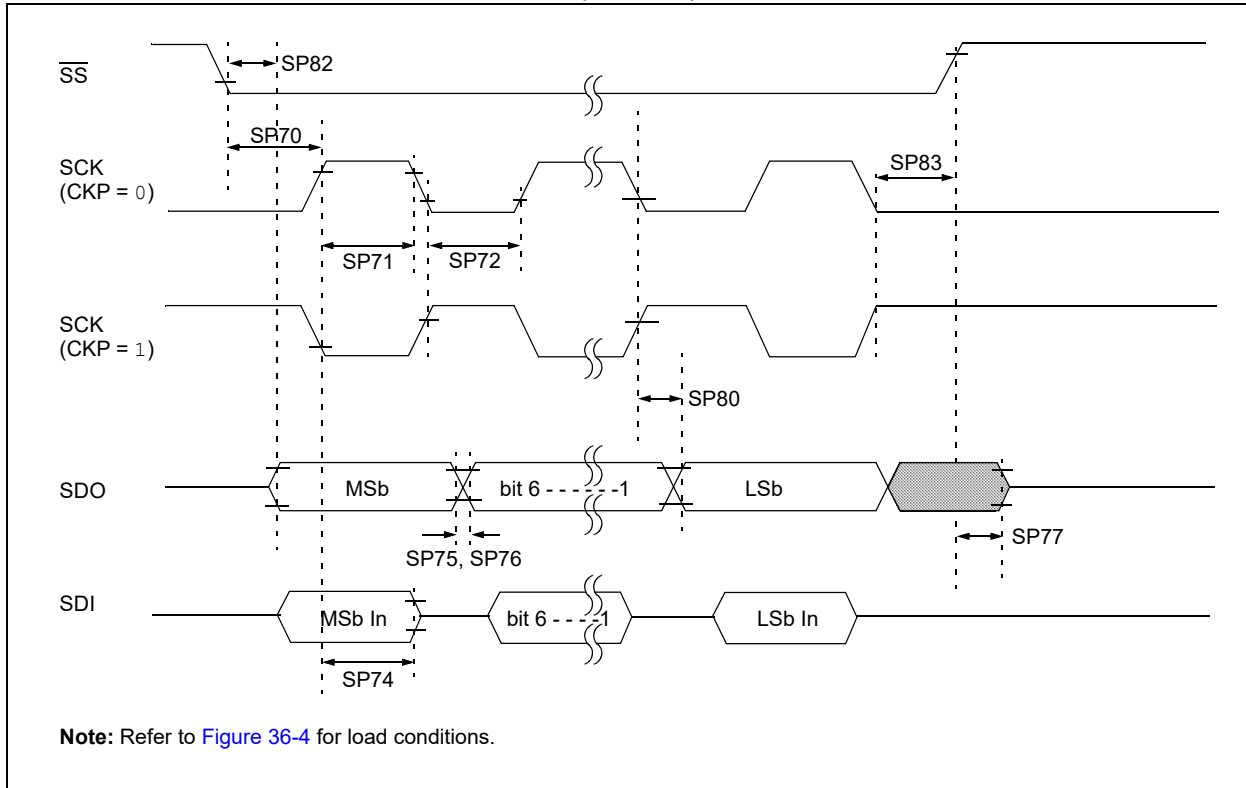 SS
SP82
SP70
SCK
(CKP = 0)
SP83
SP71
SP72
SCK
(CKP = 1)
SP80
SDO
MSb
bit 6 - - - - - -1
LSb
SP75, SP76
SP77
SDI
MSb In
bit 6 - - - -1
LSb In
SP74
Note: Refer to Figure 36-4 for load conditions.